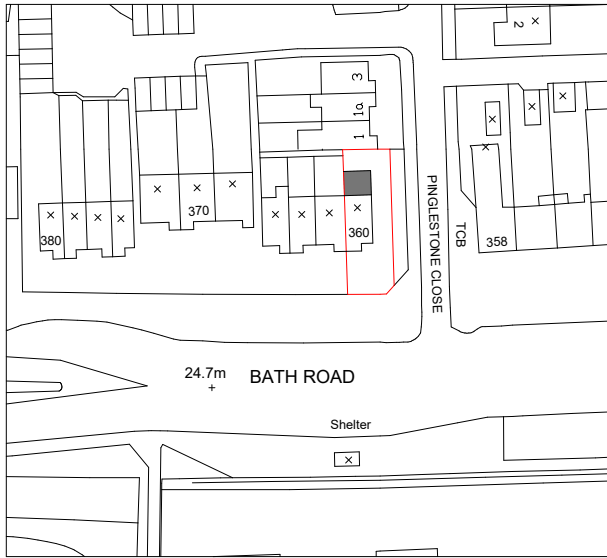 2
3
1a
1
PINGLESTONE CLOSE
TCB
370
360
380
358
24.7m
BATH ROAD
Shelter